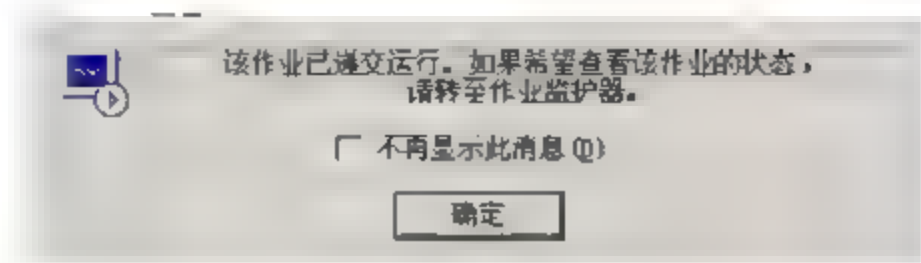 该作业已递交运行。如果希望查看该作业的状态，
请转至作业监护器。
不再显示此消息(D)
确定